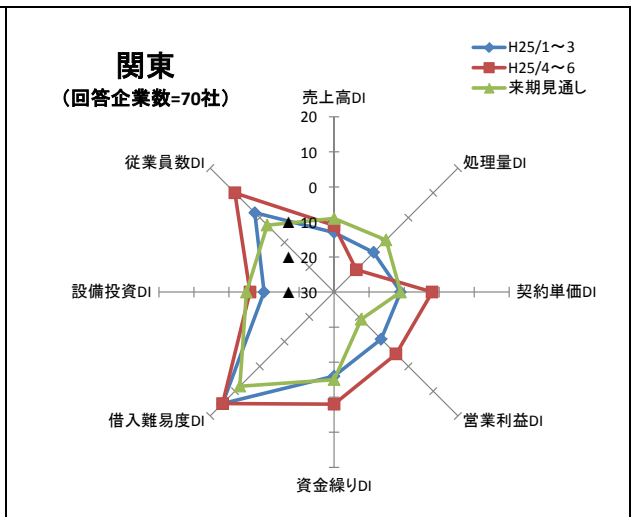 関東
(回答企業数=70社)
H25/1～3
H25/4～6
来期見通し
売上高DI
処理量DI
契約単価DI
営業利益DI
資金繰りDI
借入難易度DI
設備投資DI
従業員数DI
20
10
0
▲ 10
▲ 20
▲ 30